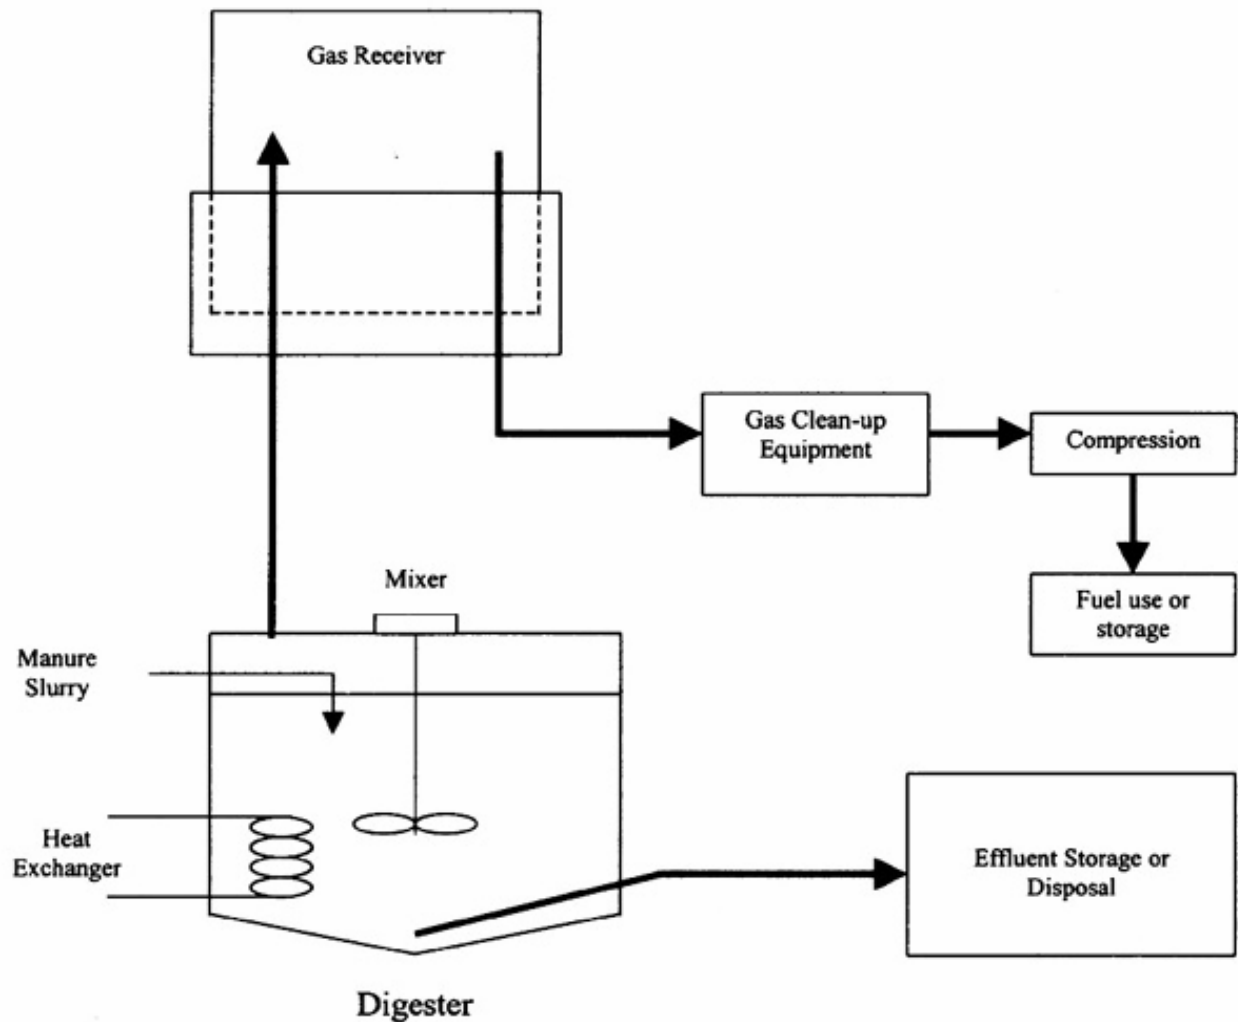 Gas Receiver
Gas Clean-up
Equipment
Compression
Fuel use or
storage
Mixer
Manure
Slurry
Heat
Exchanger
Effluent Storage or
Disposal
Digester